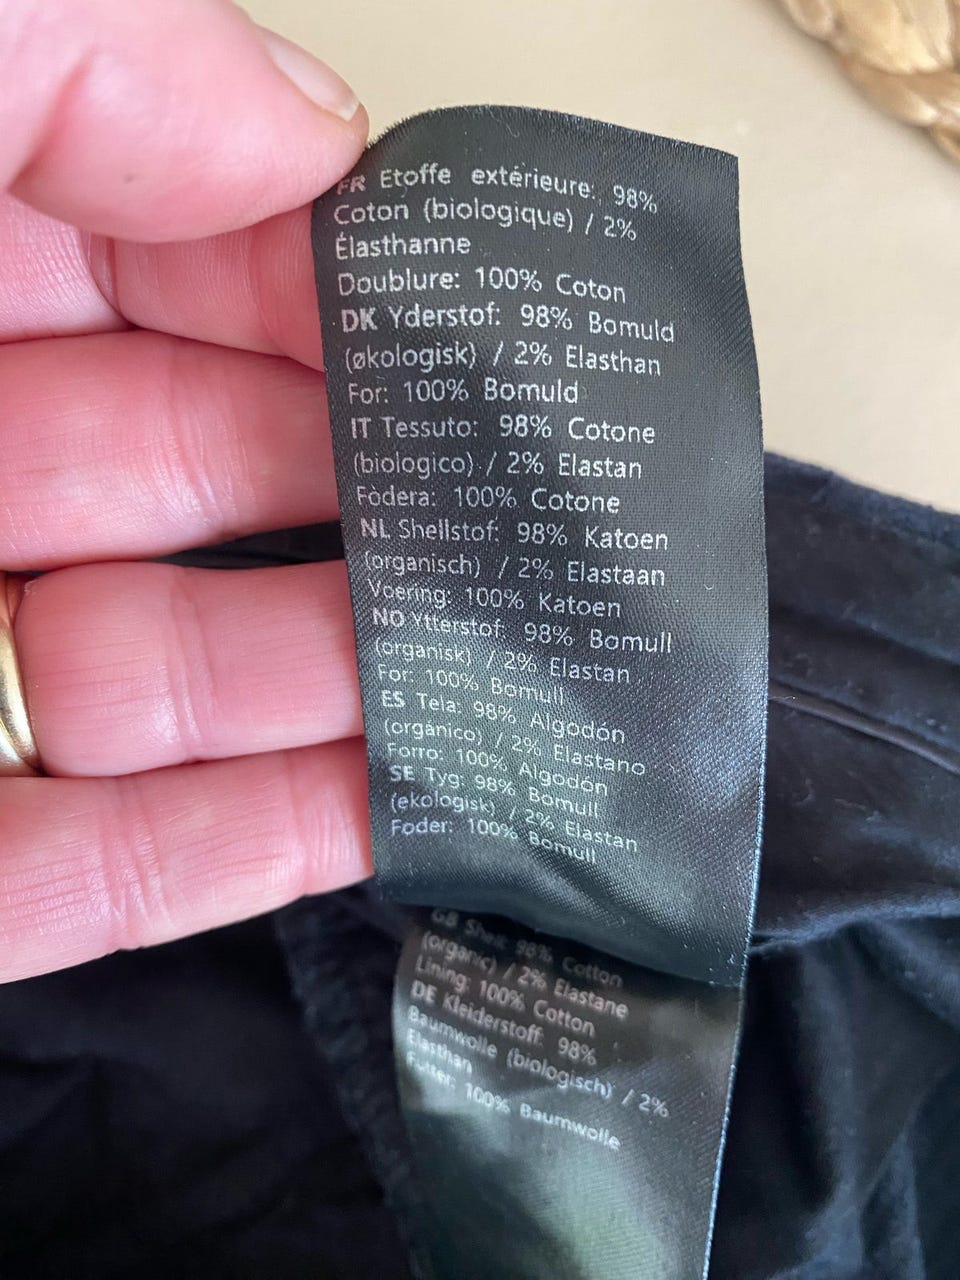 FR Etoffe extérieure: 98%
Coton (biologique) / 2%
Élasthanne
Doublure: 100% Coton
DK Yderstof: 98% Bomuld
(økologisk) / 2% Elasthan
For: 100% Bomuld
IT Tessuto: 98% Cotone
(biologico) / 2% Elastan
Fòdera: 100% Cotone
NL Shellstof: 98% Katoen
(organisch) / 2% Elastaan
Voering: 100% Katoen
NO Ytterstof: 98% Bomull
(organisk) / 2% Elastan
For: 100% Bomull
ES Tela: 98% Algodón
(orgánico) / 2% Elastano
Forro: 100% Algodón
SE Tyg: 98% Bomull
(ekologisk) / 2% Elastan
Foder: 100% Bomull
GB Shell: 98% Cotton
(organic) / 2% Elastane
Lining: 100% Cotton
DE Kleiderstoff: 98%
Baumwolle (biologisch) / 2%
Elasthan
Futter: 100% Baumwolle